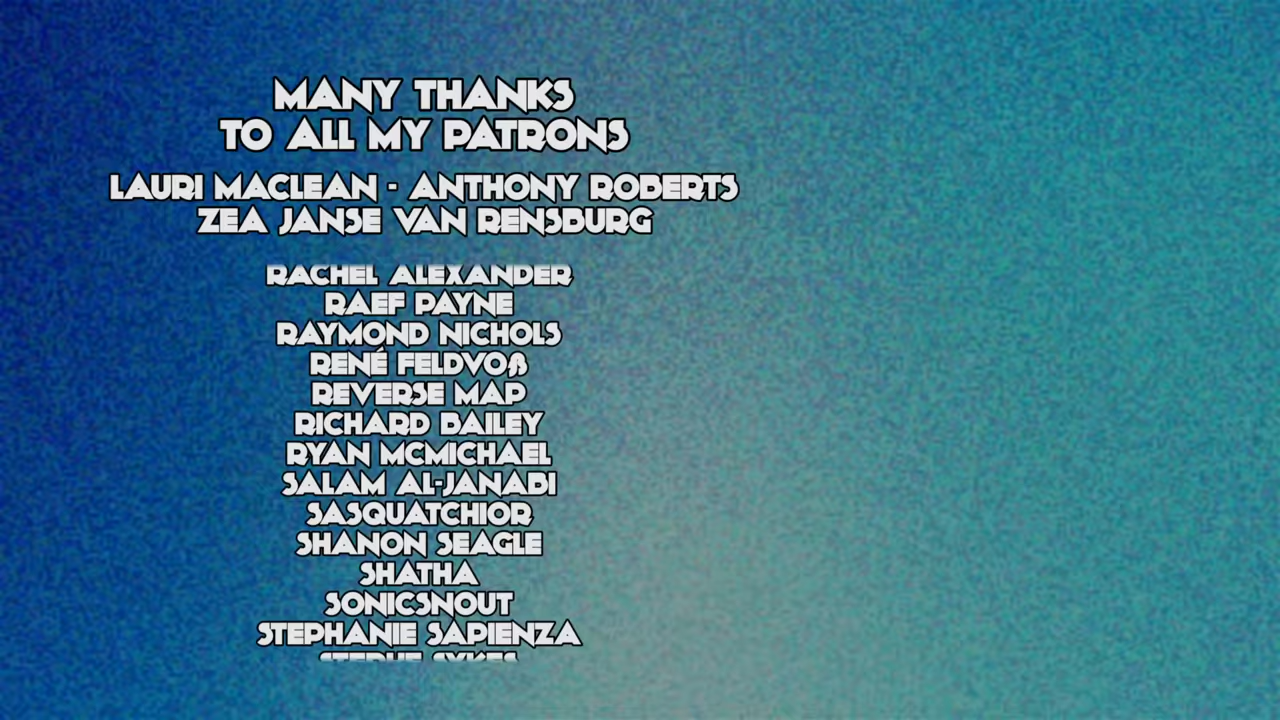 MANY THANKS
TO ALL MY PATRONS
LAURI MACLEAN - ANTHONY ROBERTS
ZEA JANSE VAN RENSBURG
RACHEL ALEXANDER
RAEF PAYNE
RAYMOND NICHOLS
RENÉ FELDVOß
REVERSE MAP
RICHARD BAILEY
RYAN MCMICHAEL
SALAM AL-JANABI
SASQUATCHIOR
SHANON SEAGLE
SHATHA
SONICSNOUT
STEPHANIE SAPIENZA